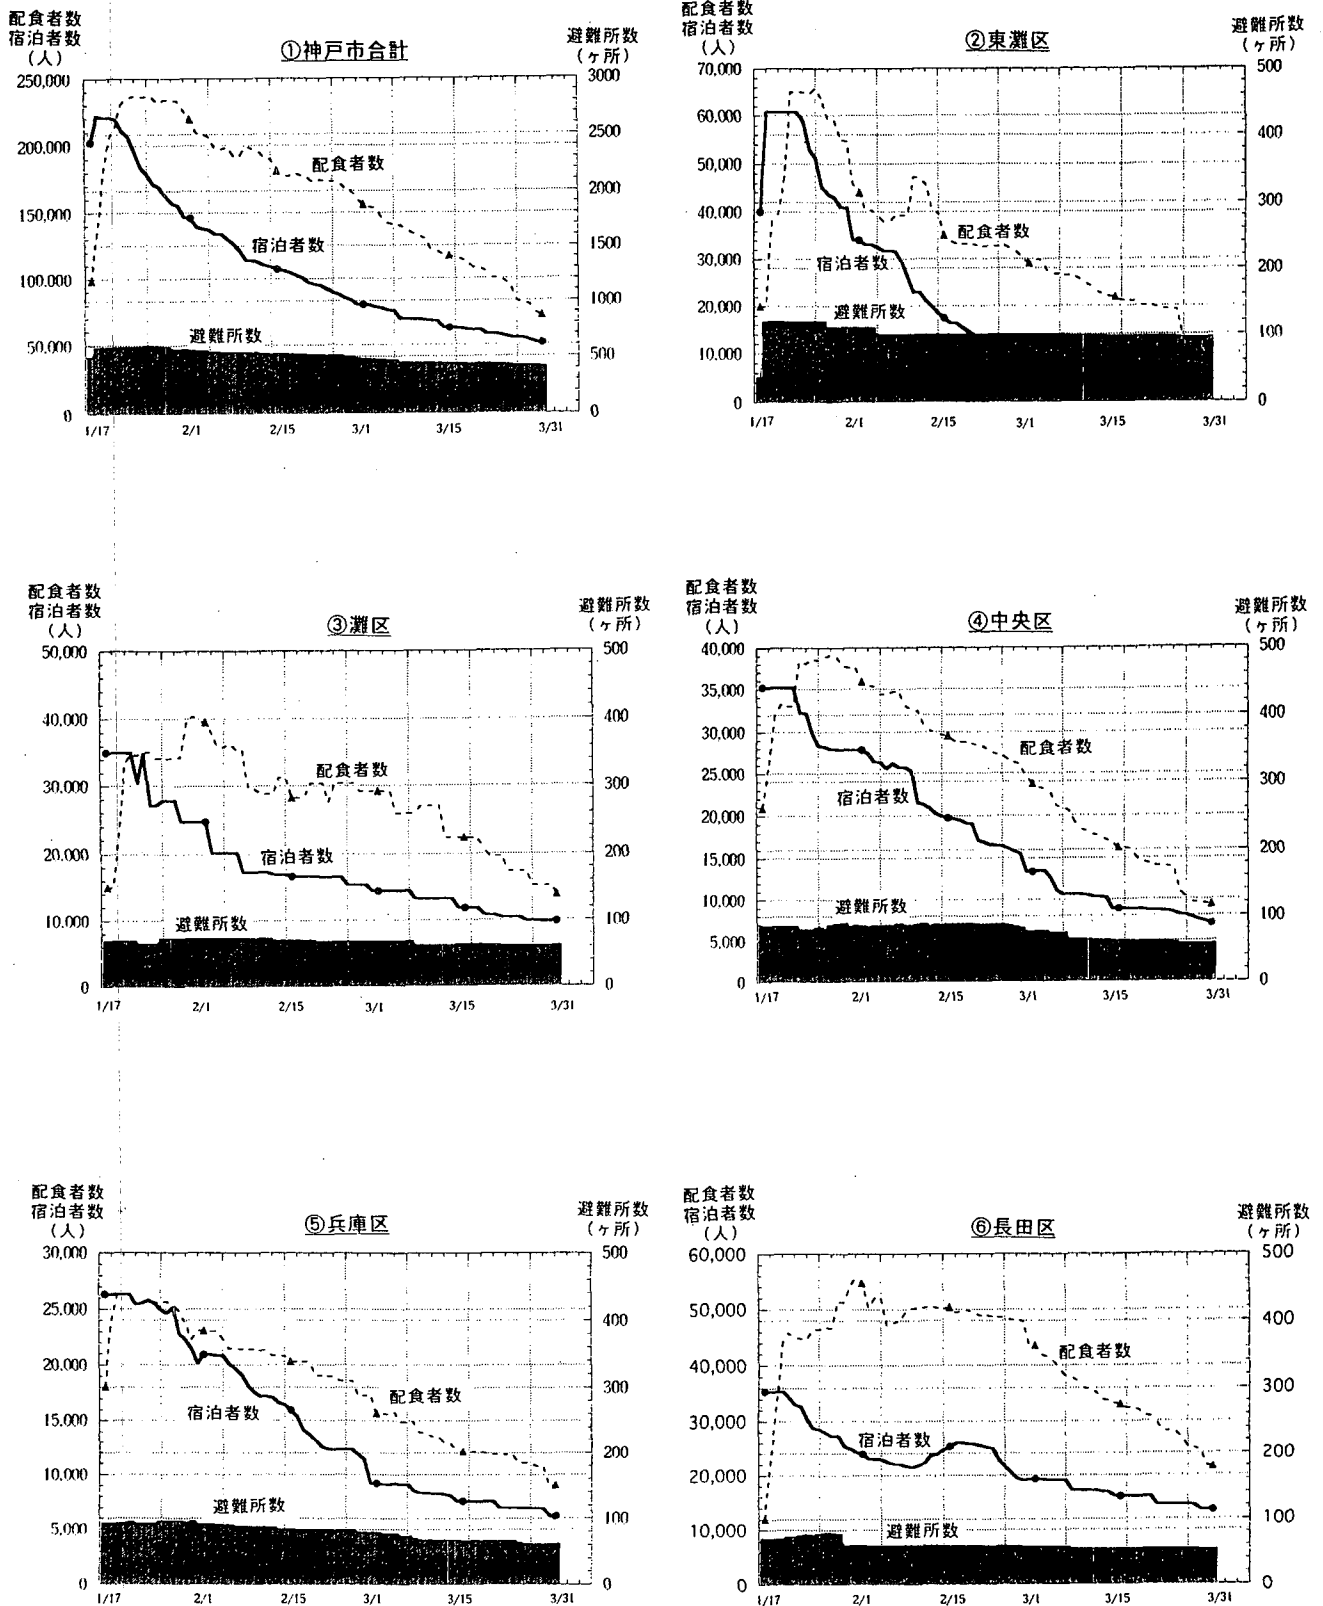 配食者数
宿泊者数
(人)
①神戸市合計
避難所数
(ヶ所)
250,000
200,000
150,000
100,000
50,000
0
3000
2500
2000
1500
1000
500
0
配食者数
宿泊者数
避難所数
1/17
2/1
2/15
3/1
3/15
3/31
配食者数
宿泊者数
(人)
②東灘区
避難所数
(ヶ所)
70,000
60,000
50,000
40,000
30,000
20,000
10,000
0
500
400
300
200
100
0
配食者数
宿泊者数
避難所数
1/17
2/1
2/15
3/1
3/15
3/31
配食者数
宿泊者数
(人)
③灘区
避難所数
(ヶ所)
50,000
40,000
30,000
20,000
10,000
0
500
400
300
200
100
0
配食者数
宿泊者数
避難所数
1/17
2/1
2/15
3/1
3/15
3/31
配食者数
宿泊者数
(人)
④中央区
避難所数
(ヶ所)
40,000
35,000
30,000
25,000
20,000
15,000
10,000
5,000
0
500
400
300
200
100
0
配食者数
宿泊者数
避難所数
1/17
2/1
2/15
3/1
3/15
3/31
配食者数
宿泊者数
(人)
⑤兵庫区
避難所数
(ヶ所)
30,000
25,000
20,000
15,000
10,000
5,000
0
500
400
300
200
100
0
配食者数
宿泊者数
避難所数
1/17
2/1
2/15
3/1
3/15
3/31
配食者数
宿泊者数
(人)
⑥長田区
避難所数
(ヶ所)
60,000
50,000
40,000
30,000
20,000
10,000
0
500
400
300
200
100
0
配食者数
宿泊者数
避難所数
1/17
2/1
2/15
3/1
3/15
3/31